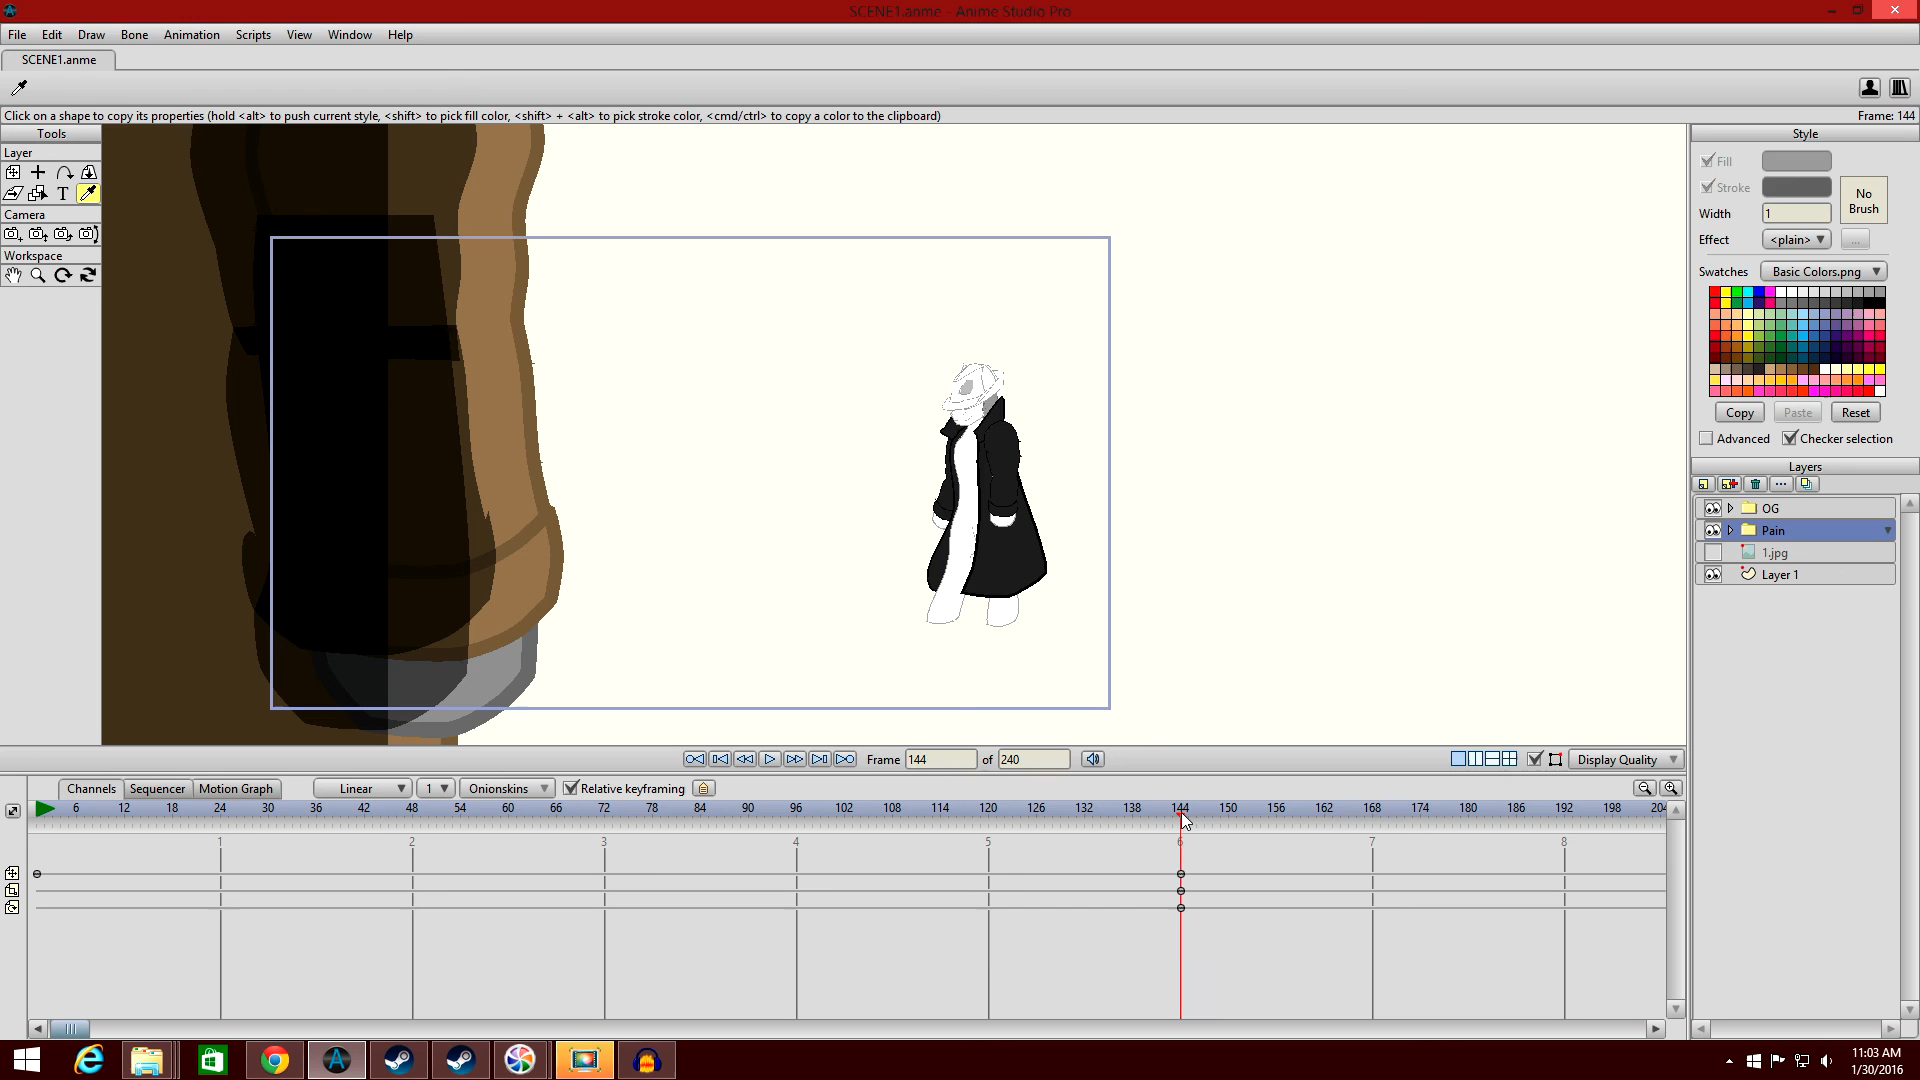 SCENE1.anme - Anime Studio Pro
File Edit Draw Bone Animation Scripts View Window Help
SCENE1.anme
Click on a shape to copy its properties (hold <alt> to push current style, <shift> to pick fill color, <shift> + <alt> to pick stroke color, <cmd/ctrl> to copy a color to the clipboard)
Frame: 144
Tools
Layer
T
Camera
Workspace
Style
Fill
Stroke
No
Brush
Width 1
Effect <plain> ...
Swatches Basic Colors.png
Copy Paste Reset
Advanced Checker selection
Layers
OG
Pain
1.jpg
Layer 1
Frame 144 of 240
Display Quality
Channels Sequencer Motion Graph Linear 1 Onionskins Relative keyframing
6 12 18 24 30 36 42 48 54 60 66 72 78 84 90 96 102 108 114 120 126 132 138 144 150 156 162 168 174 180 186 192 198 204
1 2 3 4 5 6 7 8
11:03 AM
1/30/2016